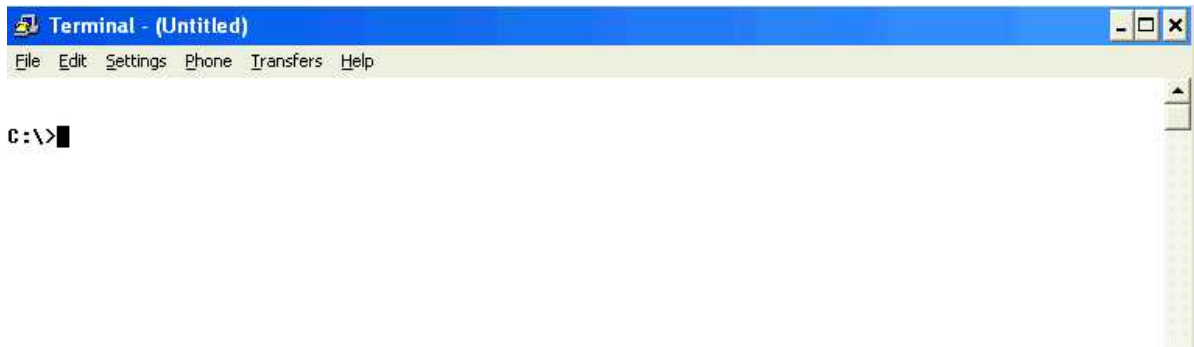 Terminal - (Untitled)
File Edit Settings Phone Transfers Help
C:\>